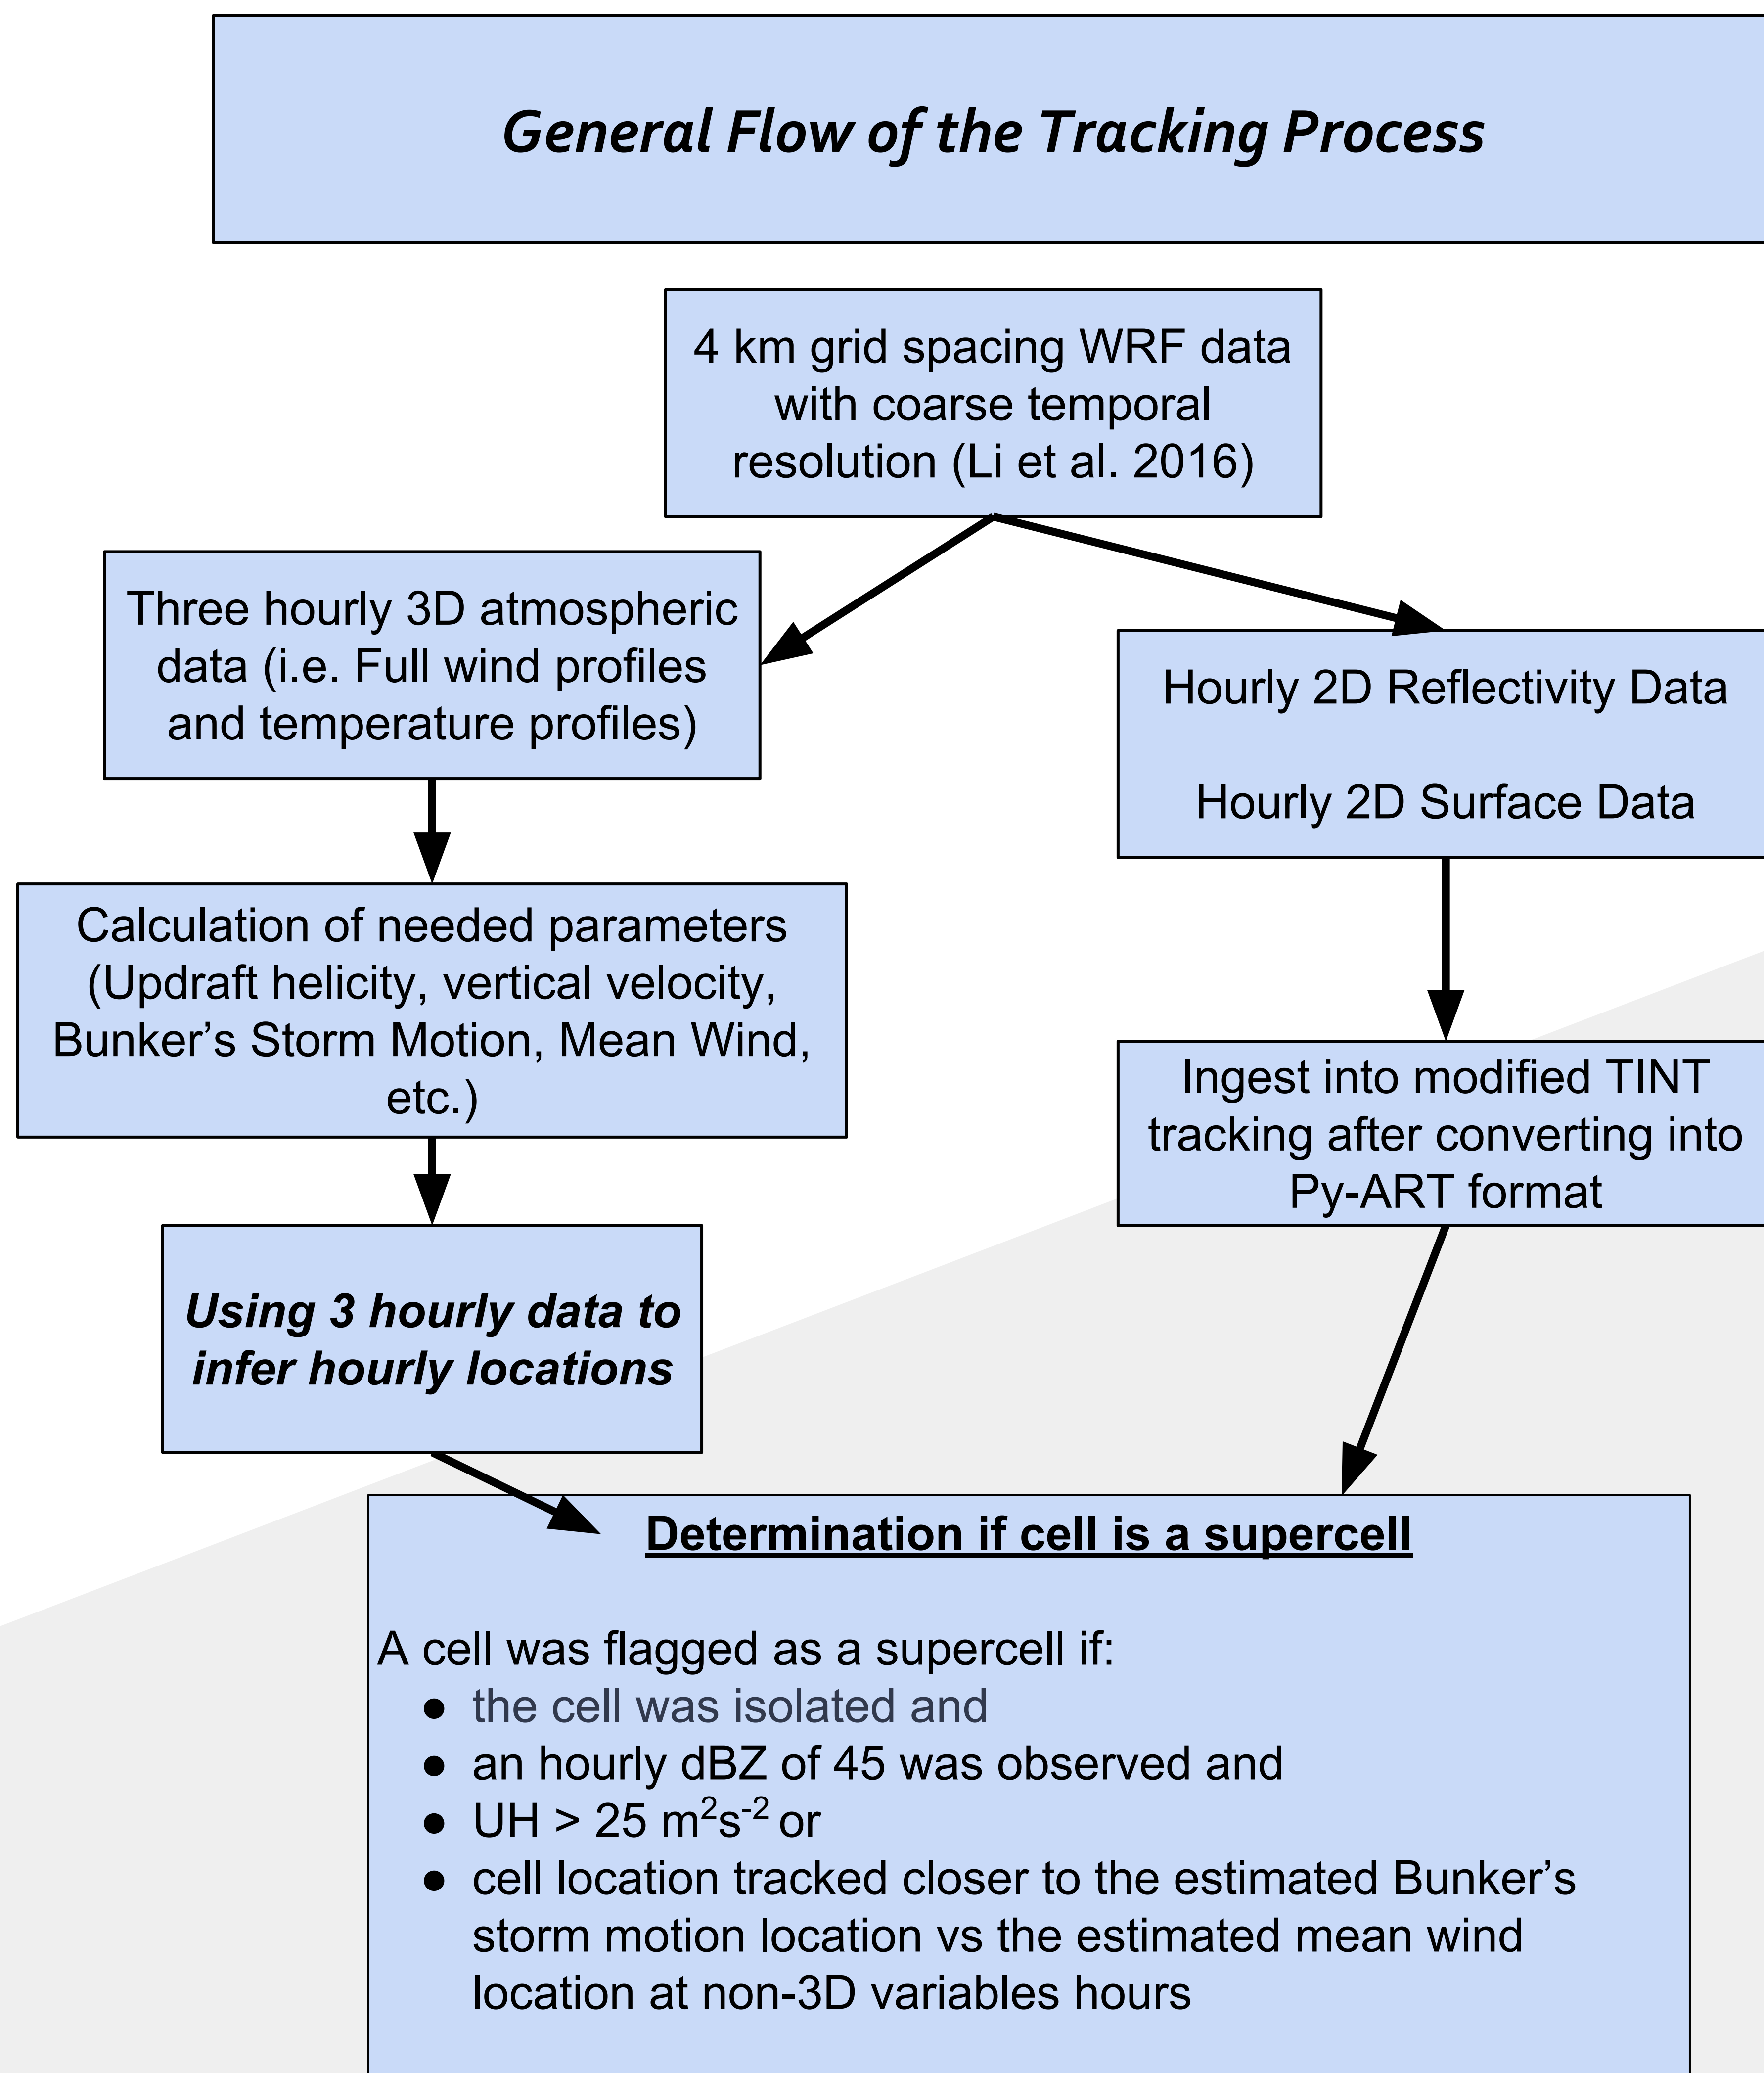 General Flow of the Tracking Process
4 km grid spacing WRF data
with coarse temporal
resolution (Li et al. 2016)
Three hourly 3D atmospheric
data (i.e. Full wind profiles
and temperature profiles)
Hourly 2D Reflectivity Data
Hourly 2D Surface Data
Calculation of needed parameters
(Updraft helicity, vertical velocity,
Bunker’s Storm Motion, Mean Wind,
etc.)
Ingest into modified TINT
tracking after converting into
Py-ART format
Using 3 hourly data to
infer hourly locations
Determination if cell is a supercell
A cell was flagged as a supercell if:
● the cell was isolated and
● an hourly dBZ of 45 was observed and
● UH > 25 m²s⁻² or
● cell location tracked closer to the estimated Bunker’s
storm motion location vs the estimated mean wind
location at non-3D variables hours